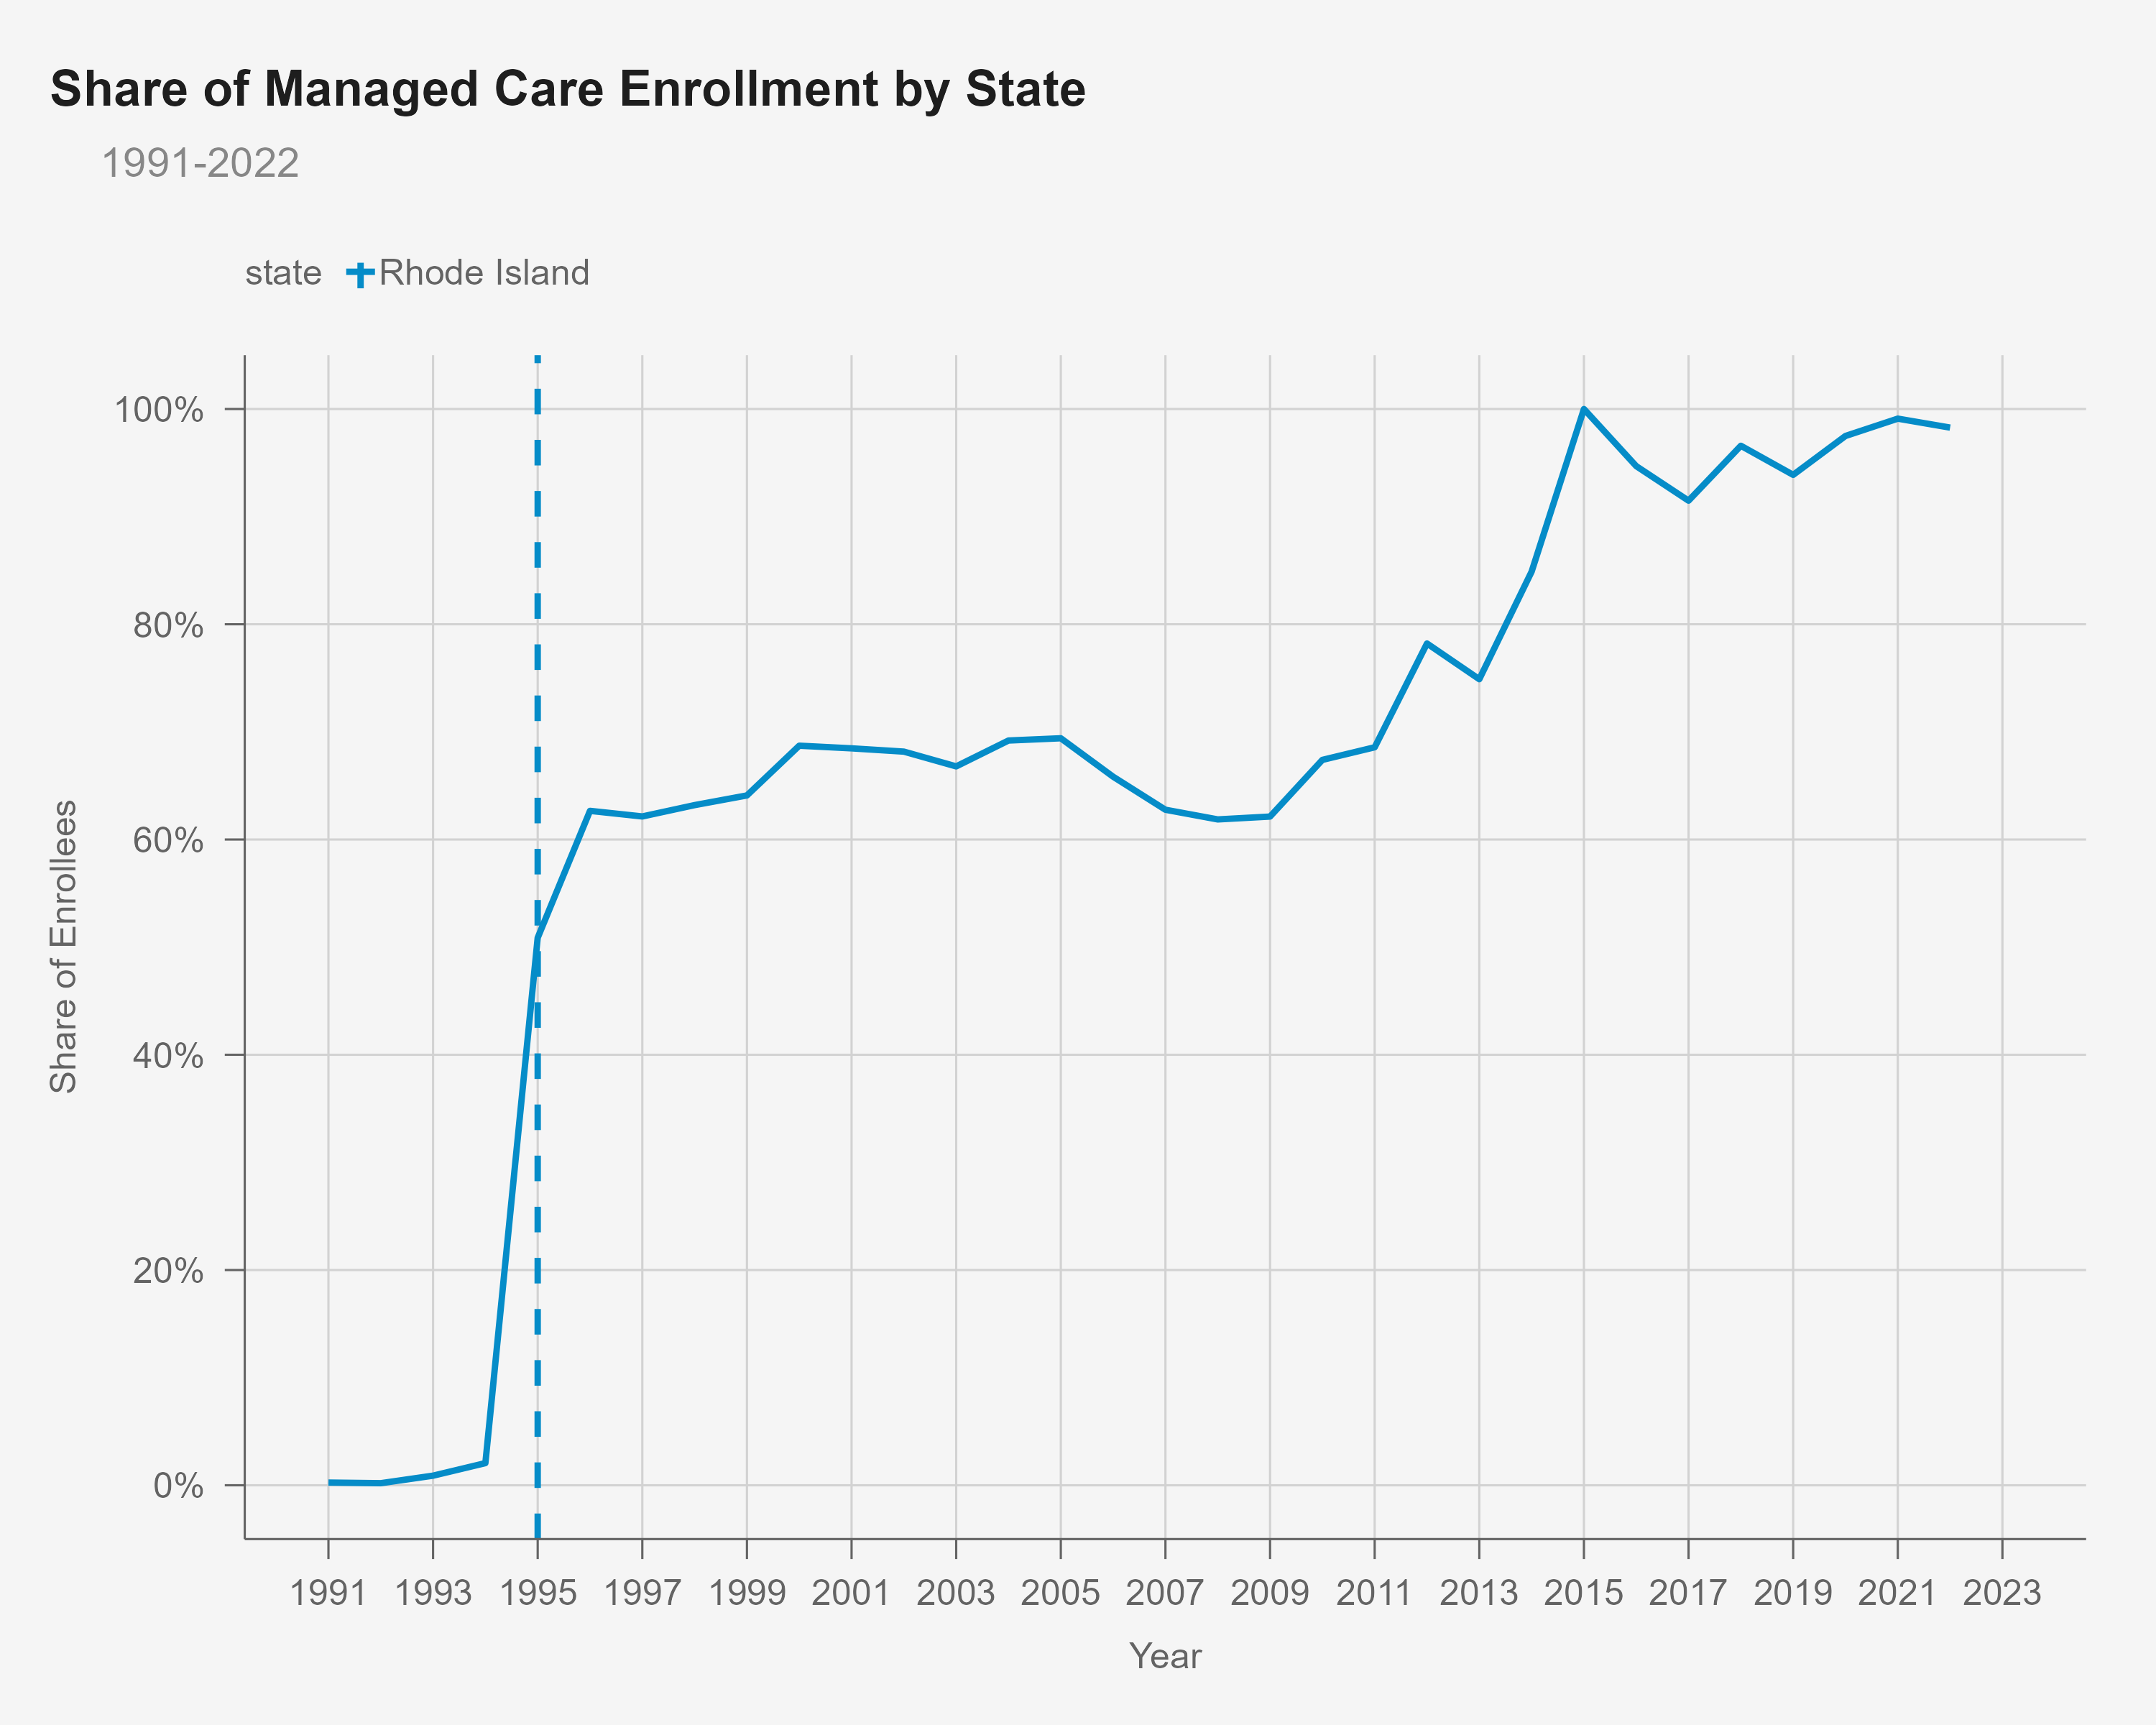 Share of Managed Care Enrollment by State
1991-2022
state Rhode Island
100%
80%
60%
40%
20%
0%
Share of Enrollees
1991 1993 1995 1997 1999 2001 2003 2005 2007 2009 2011 2013 2015 2017 2019 2021 2023
Year